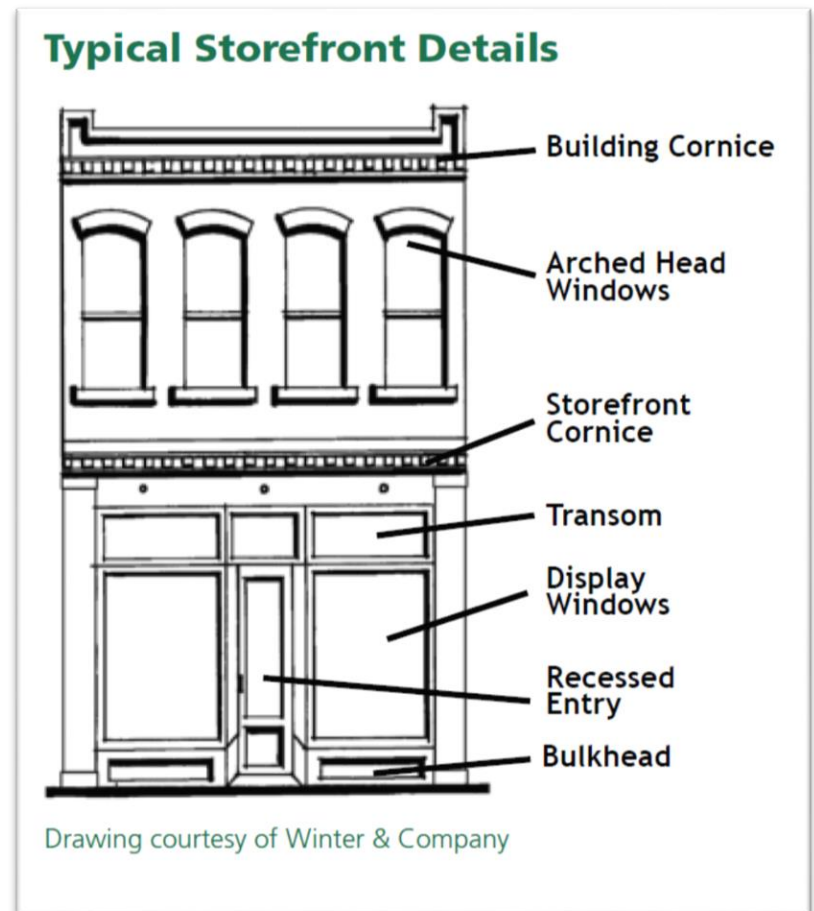 Typical Storefront Details
Building Cornice
Arched Head
Windows
Storefront
Cornice
Transom
Display
Windows
Recessed
Entry
Bulkhead
Drawing courtesy of Winter & Company